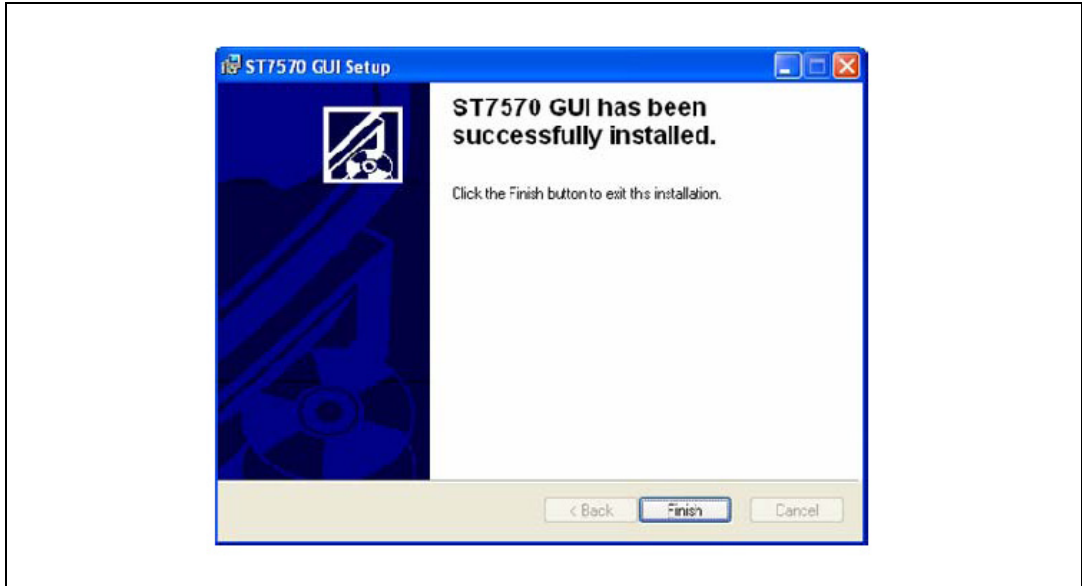 ST7570 GUI Setup
ST7570 GUI has been
successfully installed.
Click the Finish button to exit this installation.
< Back
Finish
Cancel